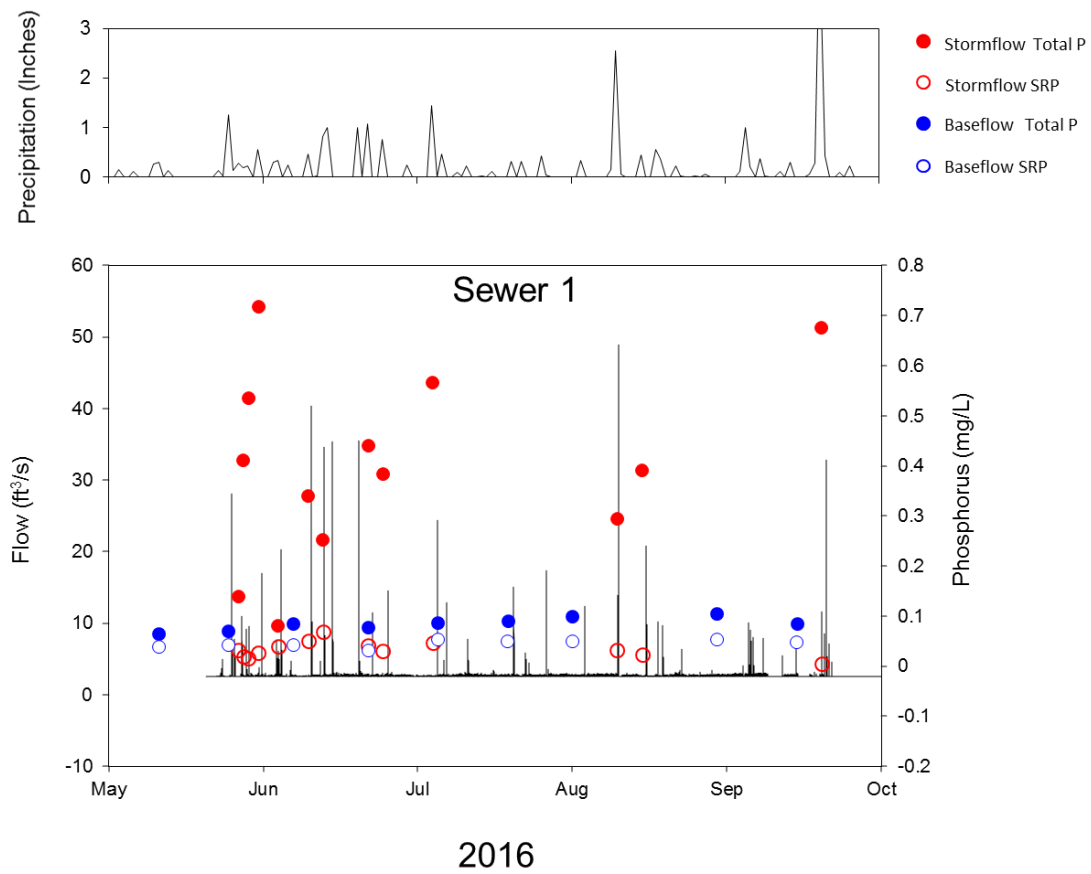 Precipitation (Inches)
3
2
1
0
Stormflow Total P
Stormflow SRP
Baseflow Total P
Baseflow SRP
Sewer 1
Flow (ft³/s)
60
50
40
30
20
10
0
-10
0.8
0.7
0.6
0.5
0.4
0.3
0.2
0.1
0
-0.1
-0.2
Phosphorus (mg/L)
May Jun Jul Aug Sep Oct
2016